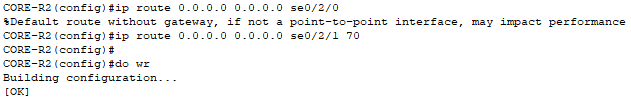 CORE-R2(config)#ip route 0.0.0.0 0.0.0.0 se0/2/0
%Default route without gateway, if not a point-to-point interface, may impact performance
CORE-R2(config)#ip route 0.0.0.0 0.0.0.0 se0/2/1 70
CORE-R2(config)#
CORE-R2(config)#do wr
Building configuration...
[OK]